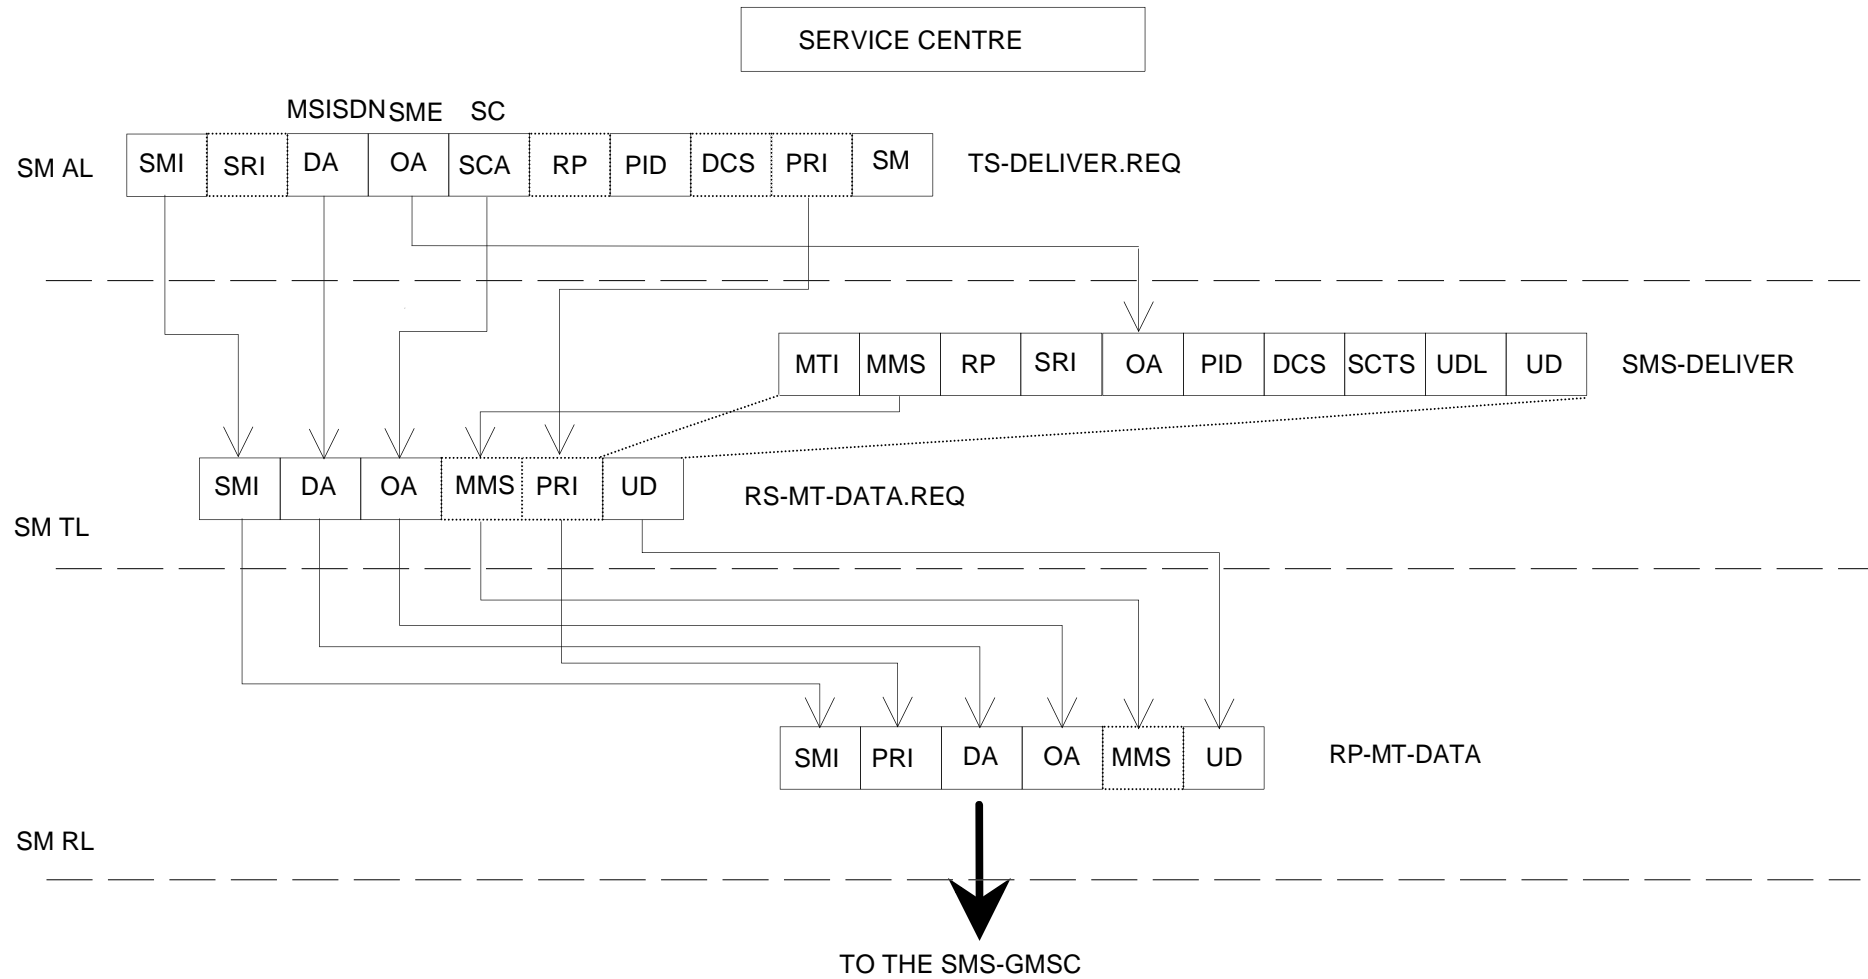 SERVICE CENTRE
MSISDN SME SC
SM AL SMI SRI DA OA SCA RP PID DCS PRI SM TS-DELIVER.REQ
MTI MMS RP SRI OA PID DCS SCTS UDL UD SMS-DELIVER
SMI DA OA MMS PRI UD RS-MT-DATA.REQ
SM TL
SMI PRI DA OA MMS UD RP-MT-DATA
SM RL
TO THE SMS-GMSC